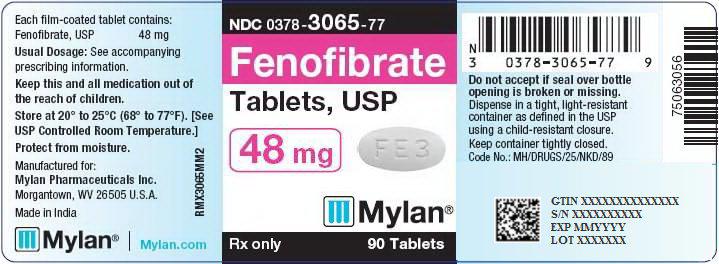 Each film-coated tablet contains:
Fenofibrate, USP 48 mg
Usual Dosage: See accompanying
prescribing information.
Keep this and all medication out of
the reach of children.
Store at 20° to 25°C (68° to 77°F). [See
USP Controlled Room Temperature.]
Protect from moisture.
Manufactured for:
Mylan Pharmaceuticals Inc.
Morgantown, WV 26505 U.S.A.
Made in India
Mylan® Mylan.com
RMX3065MM2
NDC 0378-3065-77
Fenofibrate
Tablets, USP
48 mg
FE3
Mylan®
Rx only 90 Tablets
N
3 0378-3065-77 9
Do not accept if seal over bottle
opening is broken or missing.
Dispense in a tight, light-resistant
container as defined in the USP
using a child-resistant closure.
Keep container tightly closed.
Code No.: MH/DRUGS/25/NKD/89
75063056
GTIN XXXXXXXXXXXXXX
S/N XXXXXXXXXX
EXP MMYYYY
LOT XXXXXXX